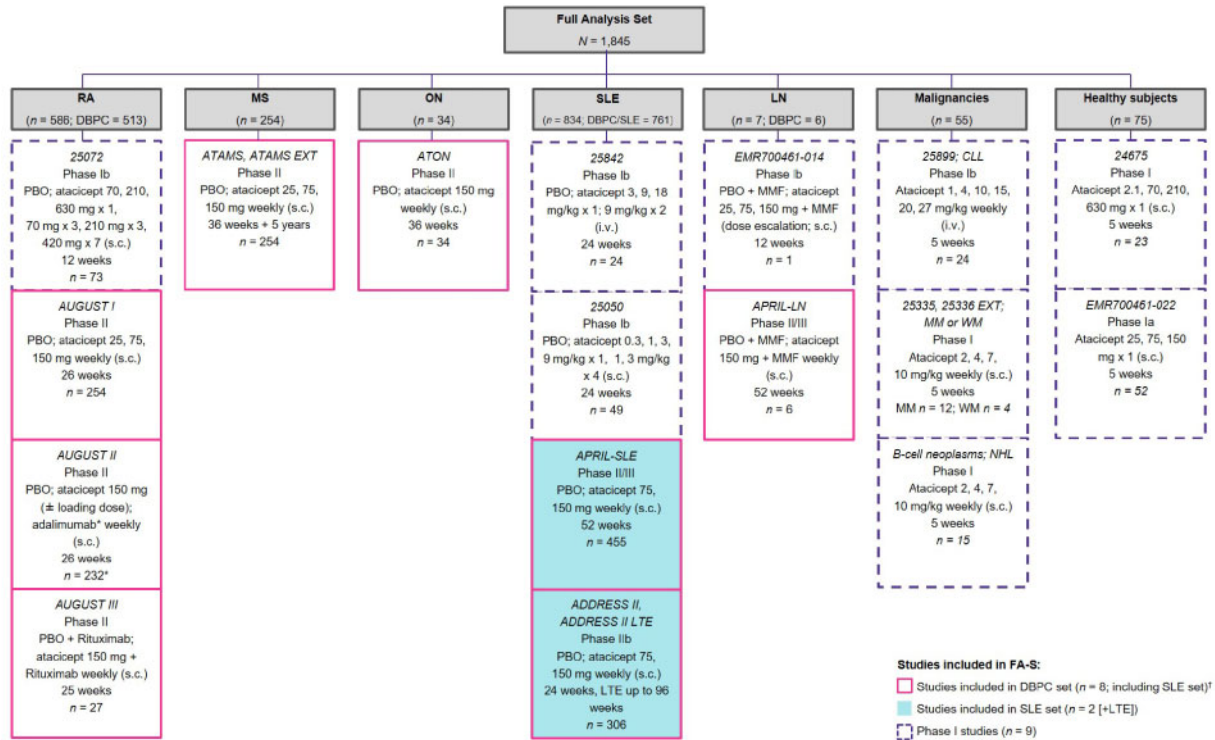 Full Analysis Set
N = 1,845
RA
(n = 586; DBPC = 513)
25072
Phase Ib
PBO; atacicept 70, 210,
630 mg x 1,
70 mg x 3, 210 mg x 3,
420 mg x 7 (s.c.)
12 weeks
n = 73
AUGUST I
Phase II
PBO; atacicept 25, 75,
150 mg weekly (s.c.)
26 weeks
n = 254
AUGUST II
Phase II
PBO; atacicept 150 mg
(± loading dose);
adalimumab* weekly
(s.c.)
26 weeks
n = 232*
AUGUST III
Phase II
PBO + Rituximab;
atacicept 150 mg +
Rituximab weekly (s.c.)
25 weeks
n = 27
MS
(n = 254)
ATAMS, ATAMS EXT
Phase II
PBO; atacicept 25, 75,
150 mg weekly (s.c.)
36 weeks + 5 years
n = 254
ON
(n = 34)
ATON
Phase II
PBO; atacicept 150 mg
weekly (s.c.)
36 weeks
n = 34
SLE
(n = 834; DBPC/SLE = 761)
25842
Phase Ib
PBO; atacicept 3, 9, 18
mg/kg x 1; 9 mg/kg x 2
(i.v.)
24 weeks
n = 24
25050
Phase Ib
PBO; atacicept 0.3, 1, 3,
9 mg/kg x 1, 1, 3 mg/kg
x 4 (s.c.)
24 weeks
n = 49
APRIL-SLE
Phase II/III
PBO; atacicept 75,
150 mg weekly (s.c.)
52 weeks
n = 455
ADDRESS II,
ADDRESS II LTE
Phase IIb
PBO; atacicept 75,
150 mg weekly (s.c.)
24 weeks, LTE up to 96
weeks
n = 306
LN
(n = 7; DBPC = 6)
EMR700461-014
Phase Ib
PBO + MMF; atacicept
25, 75, 150 mg + MMF
(dose escalation; s.c.)
12 weeks
n = 1
APRIL-LN
Phase II/III
PBO + MMF; atacicept
150 mg + MMF weekly
(s.c.)
52 weeks
n = 6
Malignancies
(n = 55)
25899; CLL
Phase Ib
Atacicept 1, 4, 10, 15,
20, 27 mg/kg weekly
(i.v.)
5 weeks
n = 24
25335, 25336 EXT;
MM or WM
Phase I
Atacicept 2, 4, 7,
10 mg/kg weekly (s.c.)
5 weeks
MM n = 12; WM n = 4
B-cell neoplasms; NHL
Phase I
Atacicept 2, 4, 7,
10 mg/kg weekly (s.c.)
5 weeks
n = 15
Healthy subjects
(n = 75)
24675
Phase I
Atacicept 2.1, 70, 210,
630 mg x 1 (s.c.)
5 weeks
n = 23
EMR700461-022
Phase Ia
Atacicept 25, 75, 150
mg x 1 (s.c.)
5 weeks
n = 52
Studies included in FA-S:
Studies included in DBPC set (n = 8; including SLE set)†
Studies included in SLE set (n = 2 [+LTE])
Phase I studies (n = 9)